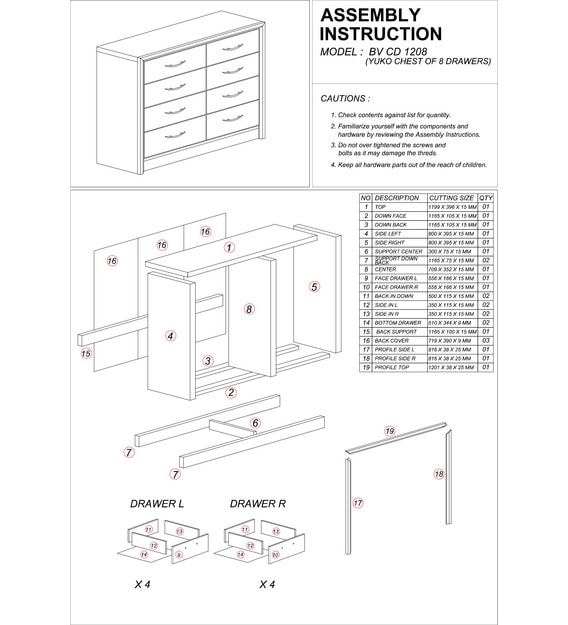 ASSEMBLY
INSTRUCTION
MODEL : BV CD 1208
(YUKO CHEST OF 8 DRAWERS)
CAUTIONS :
1. Check contents against list for quantity.
2. Familiarize yourself with the components and
hardware by reviewing the Assembly Instructions.
3. Do not over tightened the screws and
bolts as it may damage the threds.
4. Keep all hardware parts out of the reach of children.
NO DESCRIPTION CUTTING SIZE QTY
1 TOP 1199 X 396 X 15 MM 01
2 DOWN FACE 1165 X 105 X 15 MM 01
3 DOWN BACK 1165 X 105 X 15 MM 01
4 SIDE LEFT 800 X 395 X 15 MM 01
5 SIDE RIGHT 800 X 395 X 15 MM 01
6 SUPPORT CENTER 300 X 75 X 15 MM 01
7 SUPPORT DOWN BACK 1165 X 75 X 15 MM 02
8 CENTER 709 X 352 X 15 MM 01
9 FACE DRAWER L 556 X 166 X 15 MM 01
10 FACE DRAWER R 556 X 166 X 15 MM 01
11 BACK IN DOWN 500 X 115 X 15 MM 02
12 SIDE IN L 350 X 115 X 15 MM 02
13 SIDE IN R 350 X 115 X 15 MM 02
14 BOTTOM DRAWER 510 X 344 X 9 MM 02
15 BACK SUPPORT 1165 X 100 X 15 MM 01
16 BACK COVER 719 X 390 X 9 MM 03
17 PROFILE SIDE L 816 X 38 X 25 MM 01
18 PROFILE SIDE R 816 X 38 X 25 MM 01
19 PROFILE TOP 1201 X 38 X 25 MM 01
16
16
16
1
5
8
4
15
3
2
6
7
7
19
17
18
DRAWER L
DRAWER R
11
13
12
14
9
11
13
12
14
10
X 4
X 4